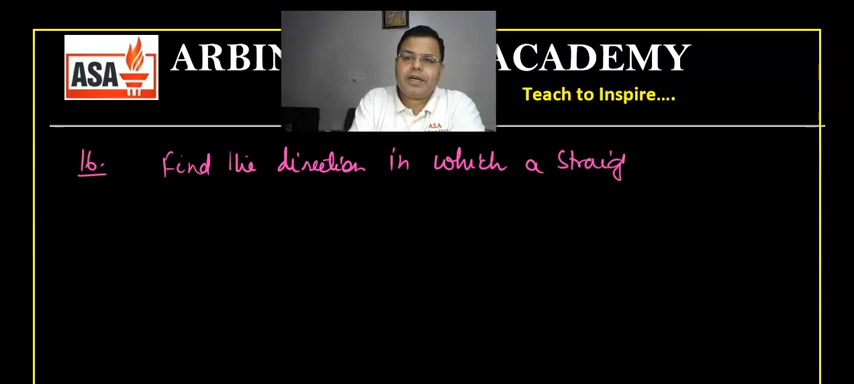 ASA
ARBIN ACADEMY
Teach to Inspire....
ASA
16. Find the direction in which a Straig